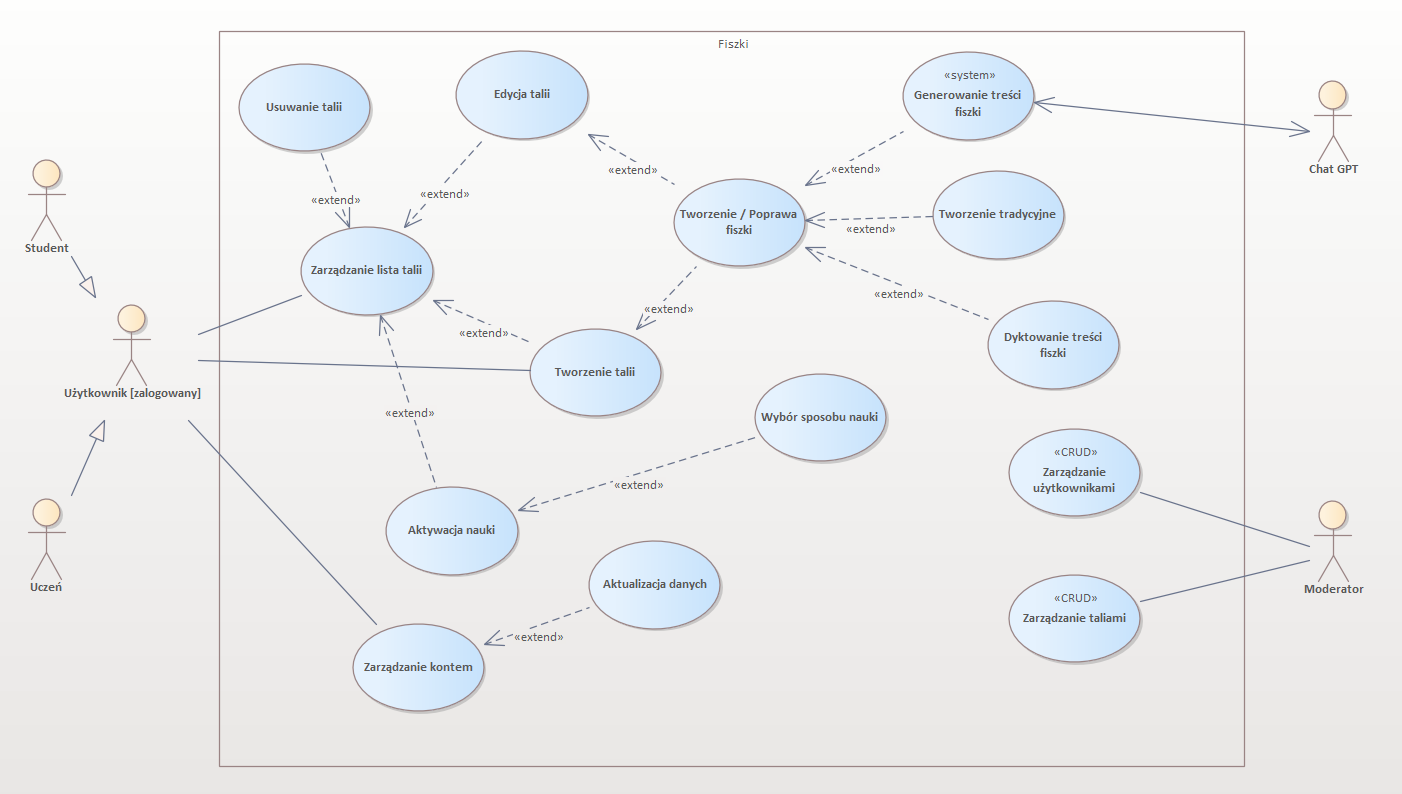 Fiszki
Usuwanie talii
Edycja talii
«system»
Generowanie treści
fiszki
Chat GPT
«extend»
«extend»
«extend»
«extend»
Student
Tworzenie / Poprawa
fiszki
Tworzenie tradycyjne
«extend»
Zarządzanie lista talii
«extend»
«extend»
«extend»
Dyktowanie treści
fiszki
Użytkownik [zalogowany]
Tworzenie talii
«extend»
Wybór sposobu nauki
«CRUD»
Zarządzanie
użytkownikami
«extend»
Aktywacja nauki
Uczeń
Aktualizacja danych
Moderator
«CRUD»
Zarządzanie taliami
«extend»
Zarządzanie kontem